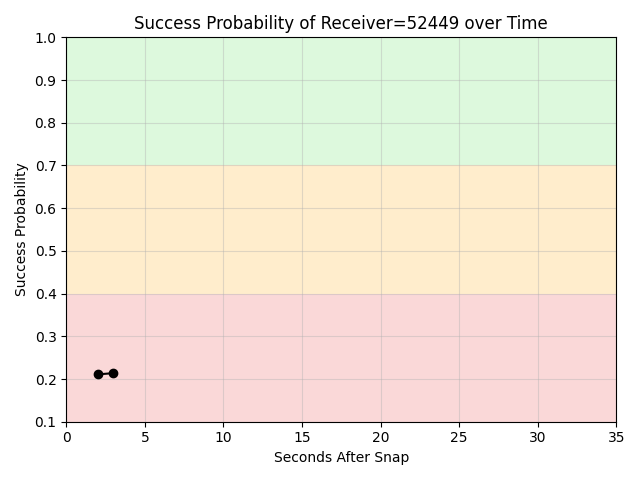 Success Probability of Receiver=52449 over Time
1.0
0.9
0.8
0.7
0.6
0.5
0.4
0.3
0.2
0.1
Success Probability
0 5 10 15 20 25 30 35
Seconds After Snap